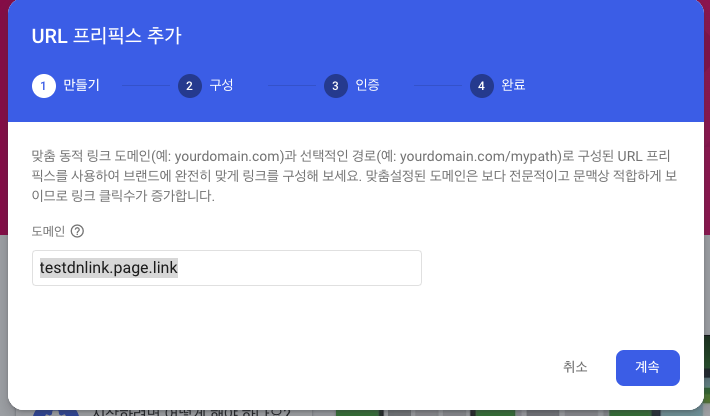 URL 프리픽스 추가
1 만들기 2 구성 3 인증 4 완료
맞춤 동적 링크 도메인(예: yourdomain.com)과 선택적인 경로(예: yourdomain.com/mypath)로 구성된 URL 프리
픽스를 사용하여 브랜드에 완전히 맞게 링크를 구성해 보세요. 맞춤설정된 도메인은 보다 전문적이고 문맥상 적합하게 보
이므로 링크 클릭수가 증가합니다.
도메인 ?
testdnlink.page.link
취소 계속